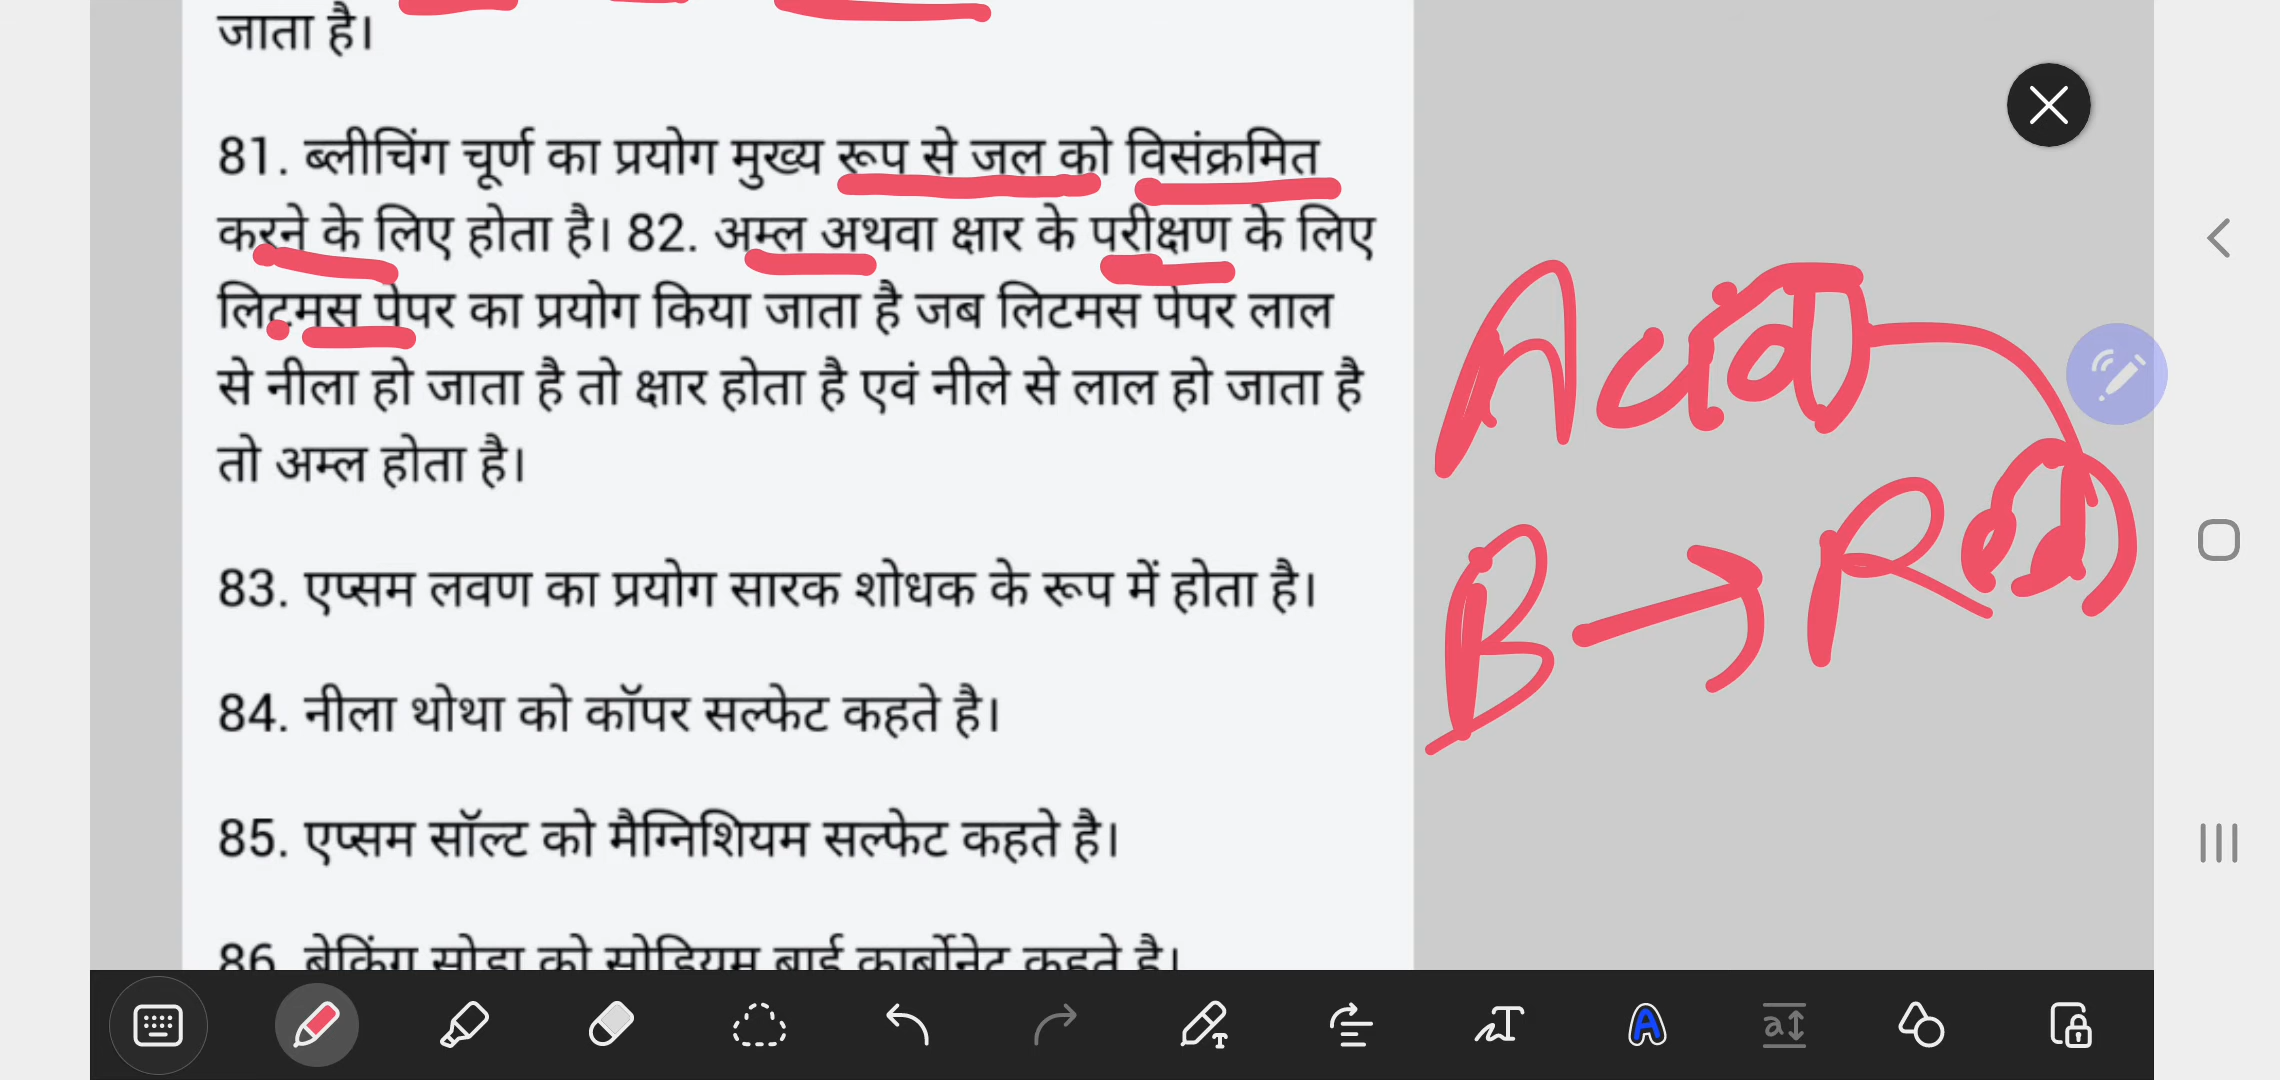 जाता है।
81. ब्लीचिंग चूर्ण का प्रयोग मुख्य रूप से जल को विसंक्रमित
करने के लिए होता है। 82. अम्ल अथवा क्षार के परीक्षण के लिए
लिटमस पेपर का प्रयोग किया जाता है जब लिटमस पेपर लाल
से नीला हो जाता है तो क्षार होता है एवं नीले से लाल हो जाता है
तो अम्ल होता है।
83. एप्सम लवण का प्रयोग सारक शोधक के रूप में होता है।
84. नीला थोथा को कॉपर सल्फेट कहते है।
85. एप्सम सॉल्ट को मैग्निशियम सल्फेट कहते है।
86. बेकिंग सोडा को सोडियम बाई कार्बोनेट कहते है।
Acid
B → Red